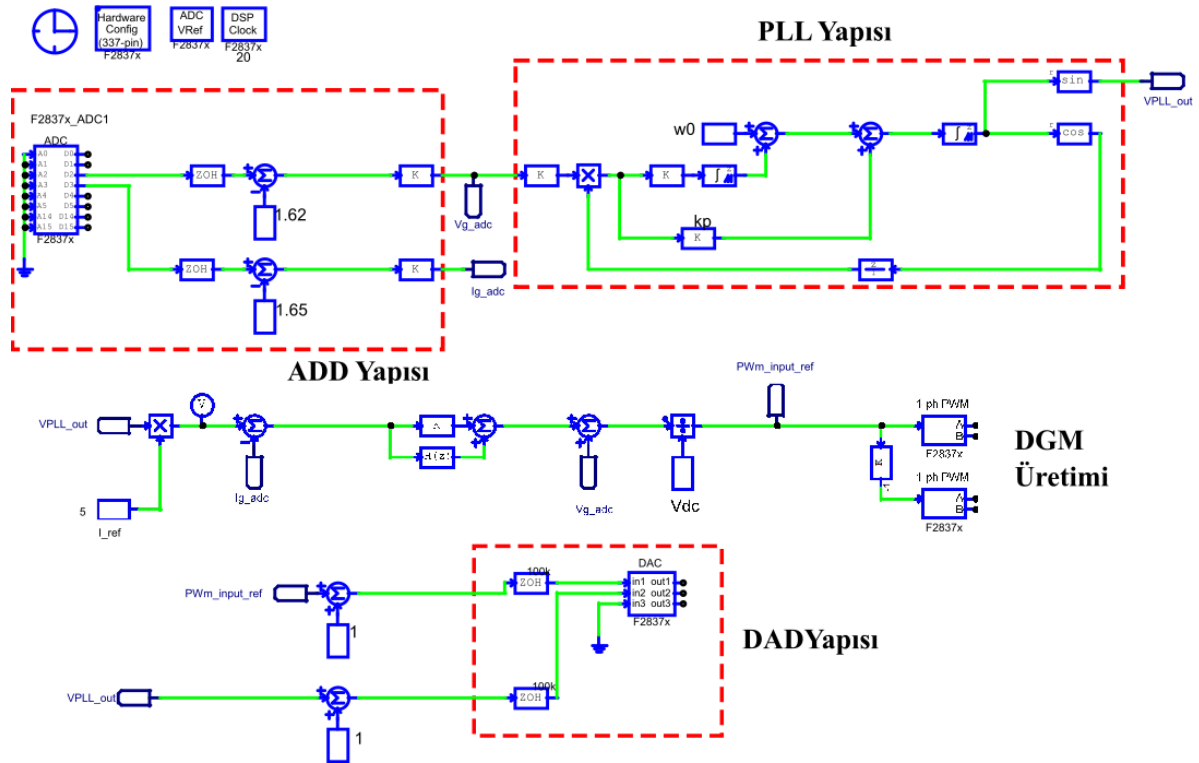 Hardware
Config
(337-pin)
F2837x
ADC
VRef
F2837x
DSP
Clock
F2837x
20
PLL Yapısı
F2837x_ADC1
ADC
A0 D0
A1 D1
A2 D2
A3 D3
A4 D4
A5 D5
A14 D14
A15 D15
F2837x
ZOH
1.62
K
Vg_adc
ZOH
1.65
K
Ig_adc
ADD Yapısı
K
w0
K
kp
K
sin
cos
VPLL_out
VPLL_out
5
I_ref
V
Ig_adc
H(z)
Vg_adc
Vdc
PWm_input_ref
K
-1
1 ph PWM
A
B
F2837x
1 ph PWM
A
B
F2837x
DGM
Üretimi
PWm_input_ref
1
100k
ZOH
DAC
in1 out1
in2 out2
in3 out3
F2837x
DADYapısı
VPLL_out
1
100k
ZOH